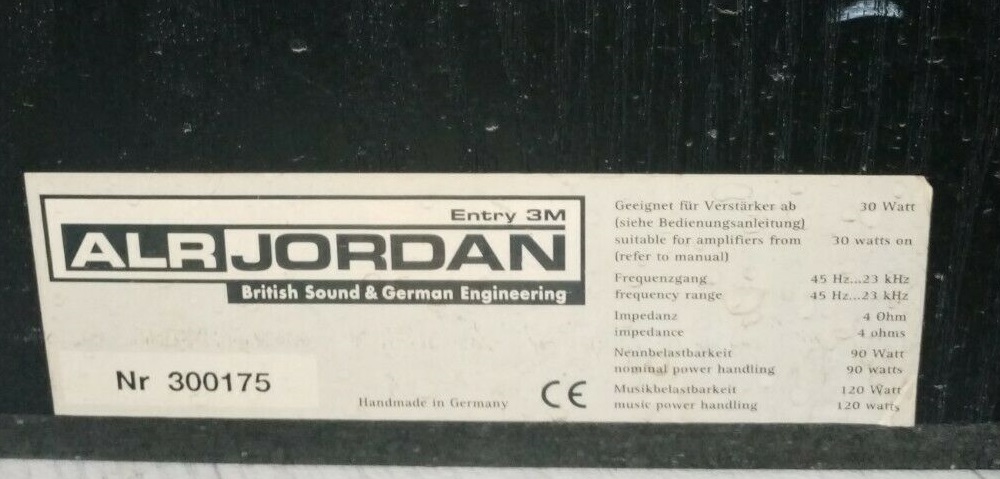 Entry 3M
ALR JORDAN
British Sound & German Engineering
Nr 300175
Handmade in Germany
CE
Geeignet für Verstärker ab 30 Watt
(siehe Bedienungsanleitung)
suitable for amplifiers from 30 watts on
(refer to manual)
Frequenzgang 45 Hz...23 kHz
frequency range 45 Hz...23 kHz
Impedanz 4 Ohm
impedance 4 ohms
Nennbelastbarkeit 90 Watt
nominal power handling 90 watts
Musikbelastbarkeit 120 Watt
music power handling 120 watts